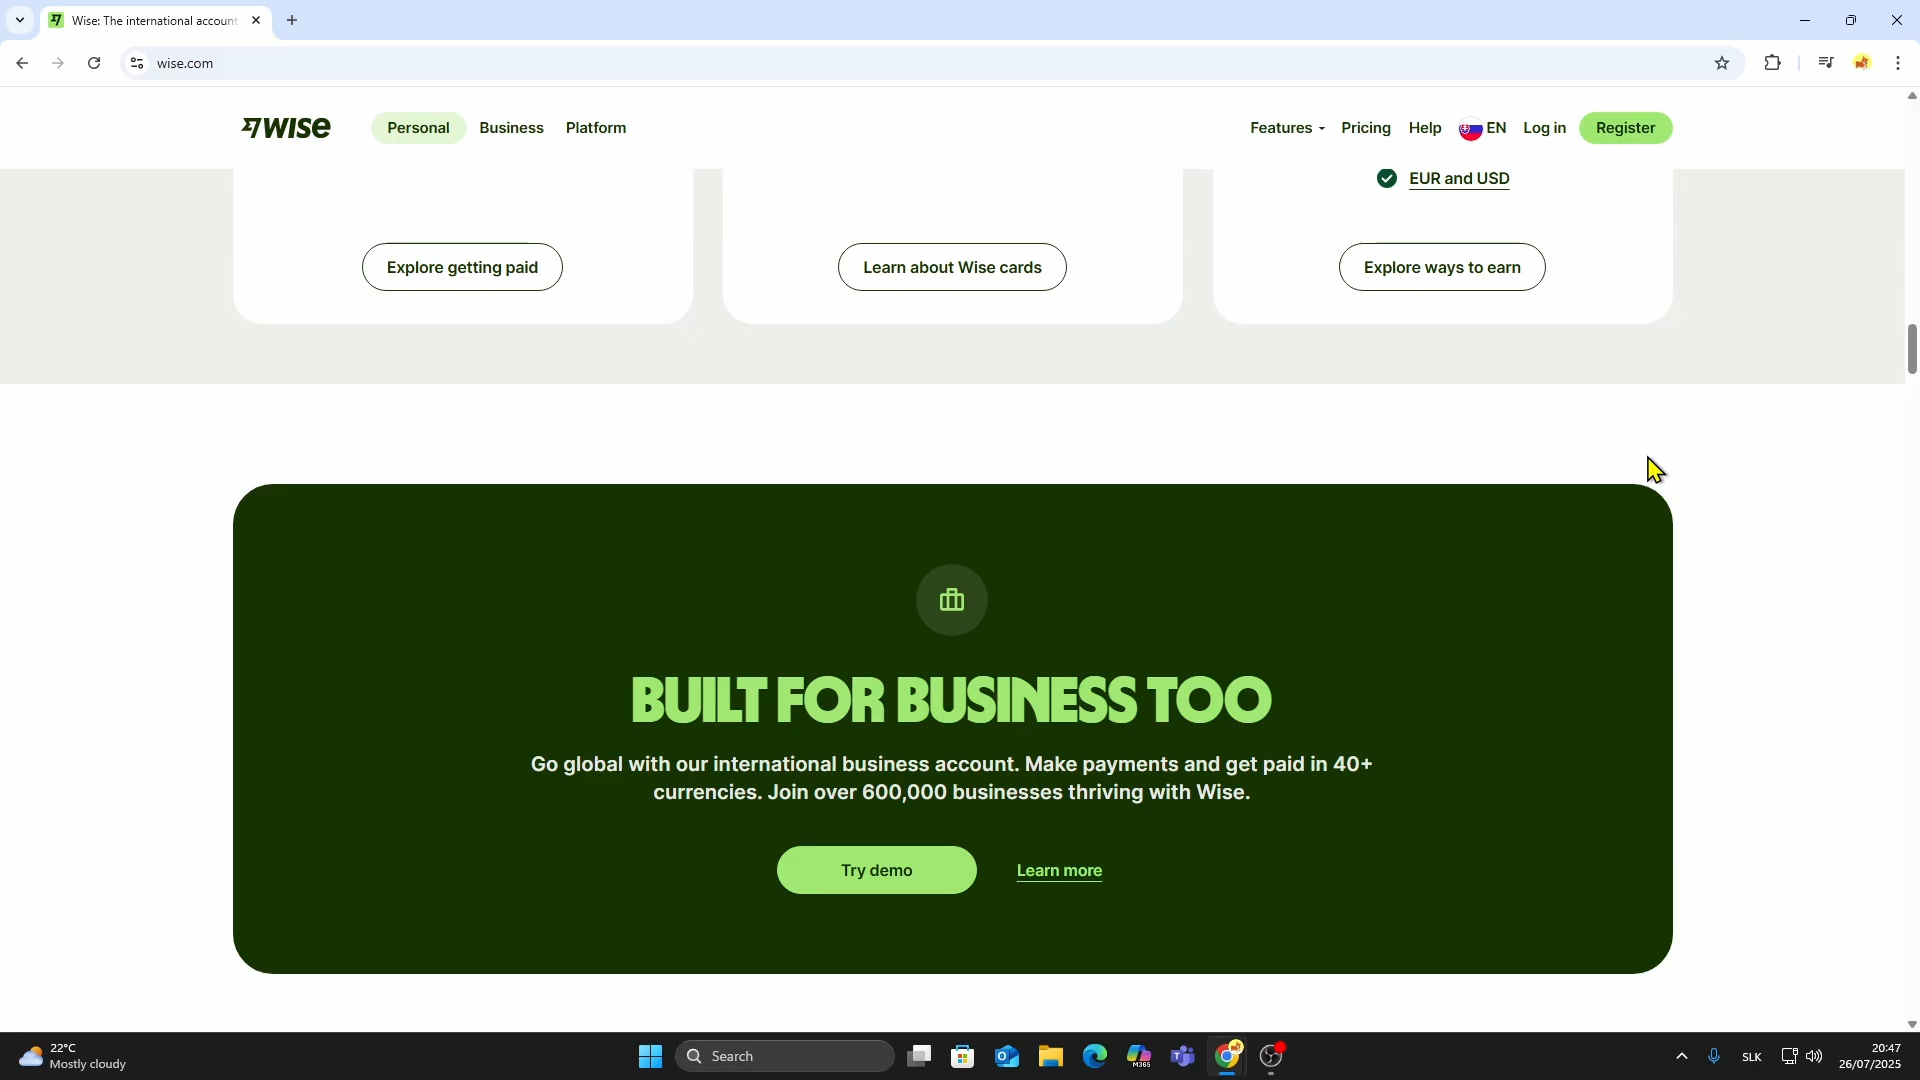 Wise: The international account
wise.com
WISE
Personal
Business
Platform
Features
Pricing
Help
EN
Log in
Register
EUR and USD
Explore getting paid
Learn about Wise cards
Explore ways to earn
BUILT FOR BUSINESS TOO
Go global with our international business account. Make payments and get paid in 40+
currencies. Join over 600,000 businesses thriving with Wise.
Try demo
Learn more
22°C
Mostly cloudy
Search
M365
SLK
20:47
26/07/2025